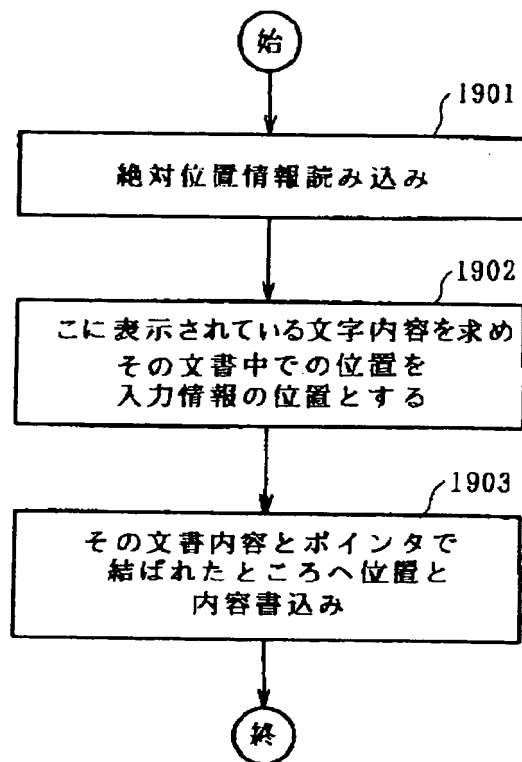 始
1901
絶対位置情報読み込み
1902
こに表示されている文字内容を求め
その文書中での位置を
入力情報の位置とする
1903
その文書内容とポインタで
結ばれたところへ位置と
内容書込み
終